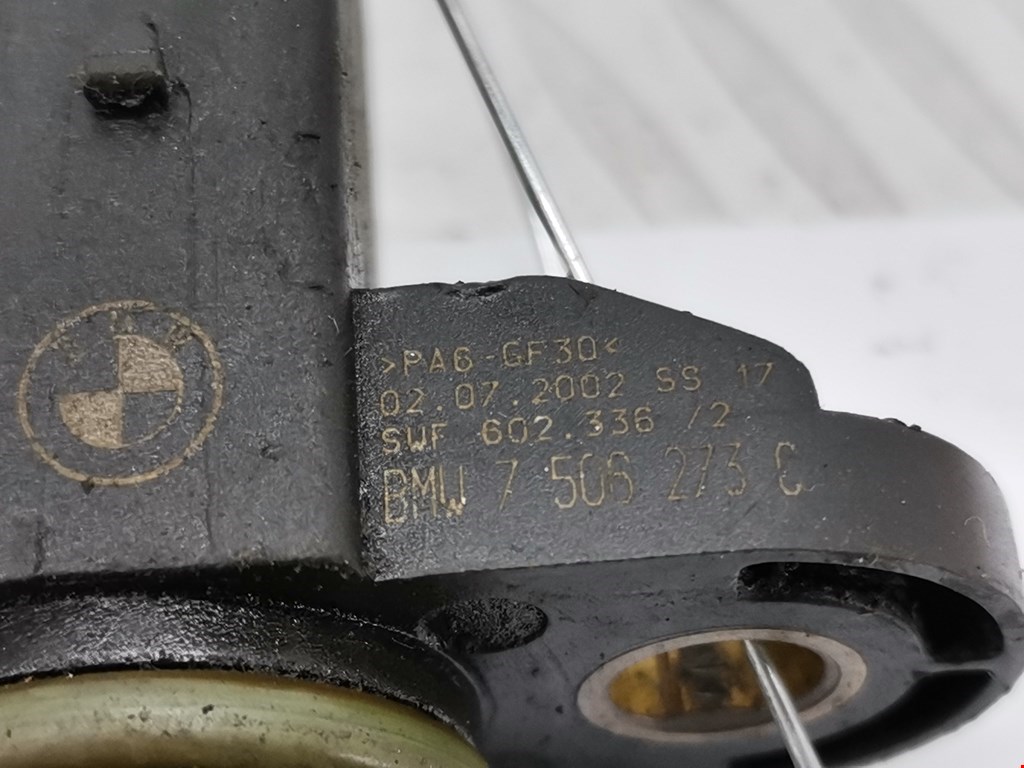 >PA6-GF30<
02.07.2002 SS 17
SWF 602.336 /2
BMW 7 506 273 C